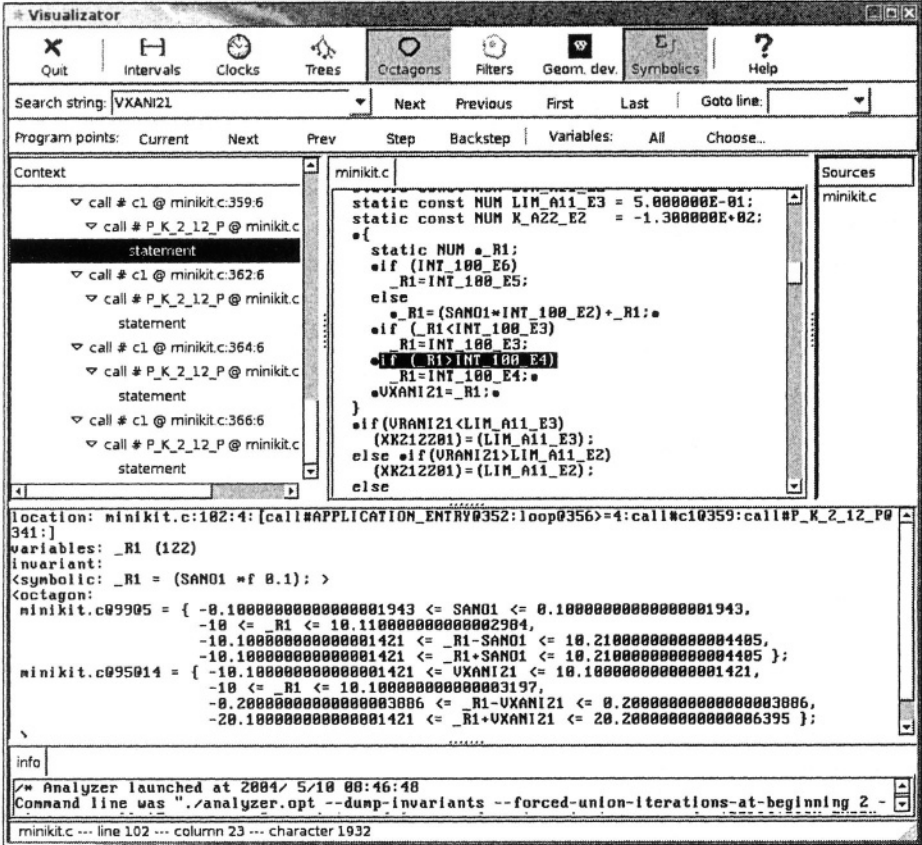 Visualizator
Quit Intervals Clocks Trees Octagons Filters Geom. dev. Symbolics Help
Search string: VXANI21 Next Previous First Last Goto line:
Program points: Current Next Prev Step Backstep Variables: All Choose...
Context
call # c1 @ minikit.c:359:6
call # P_K_2_12_P @ minikit.c
statement
call # c1 @ minikit.c:362:6
call # P_K_2_12_P @ minikit.c
statement
call # c1 @ minikit.c:364:6
call # P_K_2_12_P @ minikit.c
statement
call # c1 @ minikit.c:366:6
call # P_K_2_12_P @ minikit.c
statement
minikit.c
static const NUM LIM_A11_E3 = 5.000000E-01;
static const NUM K_A22_E2 = -1.300000E+02;
{
static NUM _R1;
if (INT_100_E6)
_R1=INT_100_E5;
else
_R1=(SANO1*INT_100_E2)+_R1;
if (_R1<INT_100_E3)
_R1=INT_100_E3;
if (_R1>INT_100_E4)
_R1=INT_100_E4;
VXANI21=_R1;
}
if(VRANI21<LIM_A11_E3)
(XK212Z01)=(LIM_A11_E3);
else if(VRANI21>LIM_A11_E2)
(XK212Z01)=(LIM_A11_E2);
else
Sources
minikit.c
location: minikit.c:102:4:[call#APPLICATION_ENTRY@352:loop@356>=4:call#c1@359:call#P_K_2_12_P@
341:]
variables: _R1 (122)
invariant:
<symbolic: _R1 = (SANO1 *f 0.1); >
<octagon:
minikit.c@9905 = { -0.10000000000000001943 <= SANO1 <= 0.10000000000000001943,
-10 <= _R1 <= 10.110000000000002984,
-10.100000000000001421 <= _R1-SANO1 <= 10.210000000000004405,
-10.100000000000001421 <= _R1+SANO1 <= 10.210000000000004405 };
minikit.c@95014 = { -10.100000000000001421 <= VXANI21 <= 10.100000000000001421,
-10 <= _R1 <= 10.100000000000003197,
-0.20000000000000003886 <= _R1-VXANI21 <= 0.20000000000000003886,
-20.100000000000001421 <= _R1+VXANI21 <= 20.200000000000006395 };
info
/* Analyzer launched at 2004/ 5/10 08:46:48
Command line was "./analyzer.opt --dump-invariants --forced-union-iterations-at-beginning 2 -
minikit.c --- line 102 --- column 23 --- character 1932